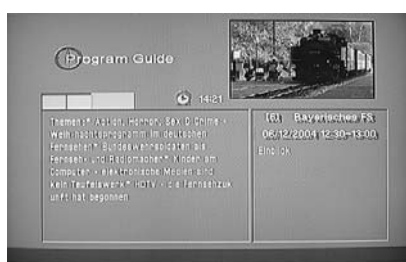 Program Guide
14:21
Themen:* Action, Horror, Sex & Crime -
Weihnachtsprogramm im deutschen
Fernsehen* Bundeswehrsoldaten als
Fernseh- und Radiomacher* Kinder am
Computer - elektronische Medien sind
kein Teufelswerk* HDTV - die Fernsehzuk
unft hat begonnen
(6) Bayerisches FS
06/12/2004 12:30-13:00
Einblick